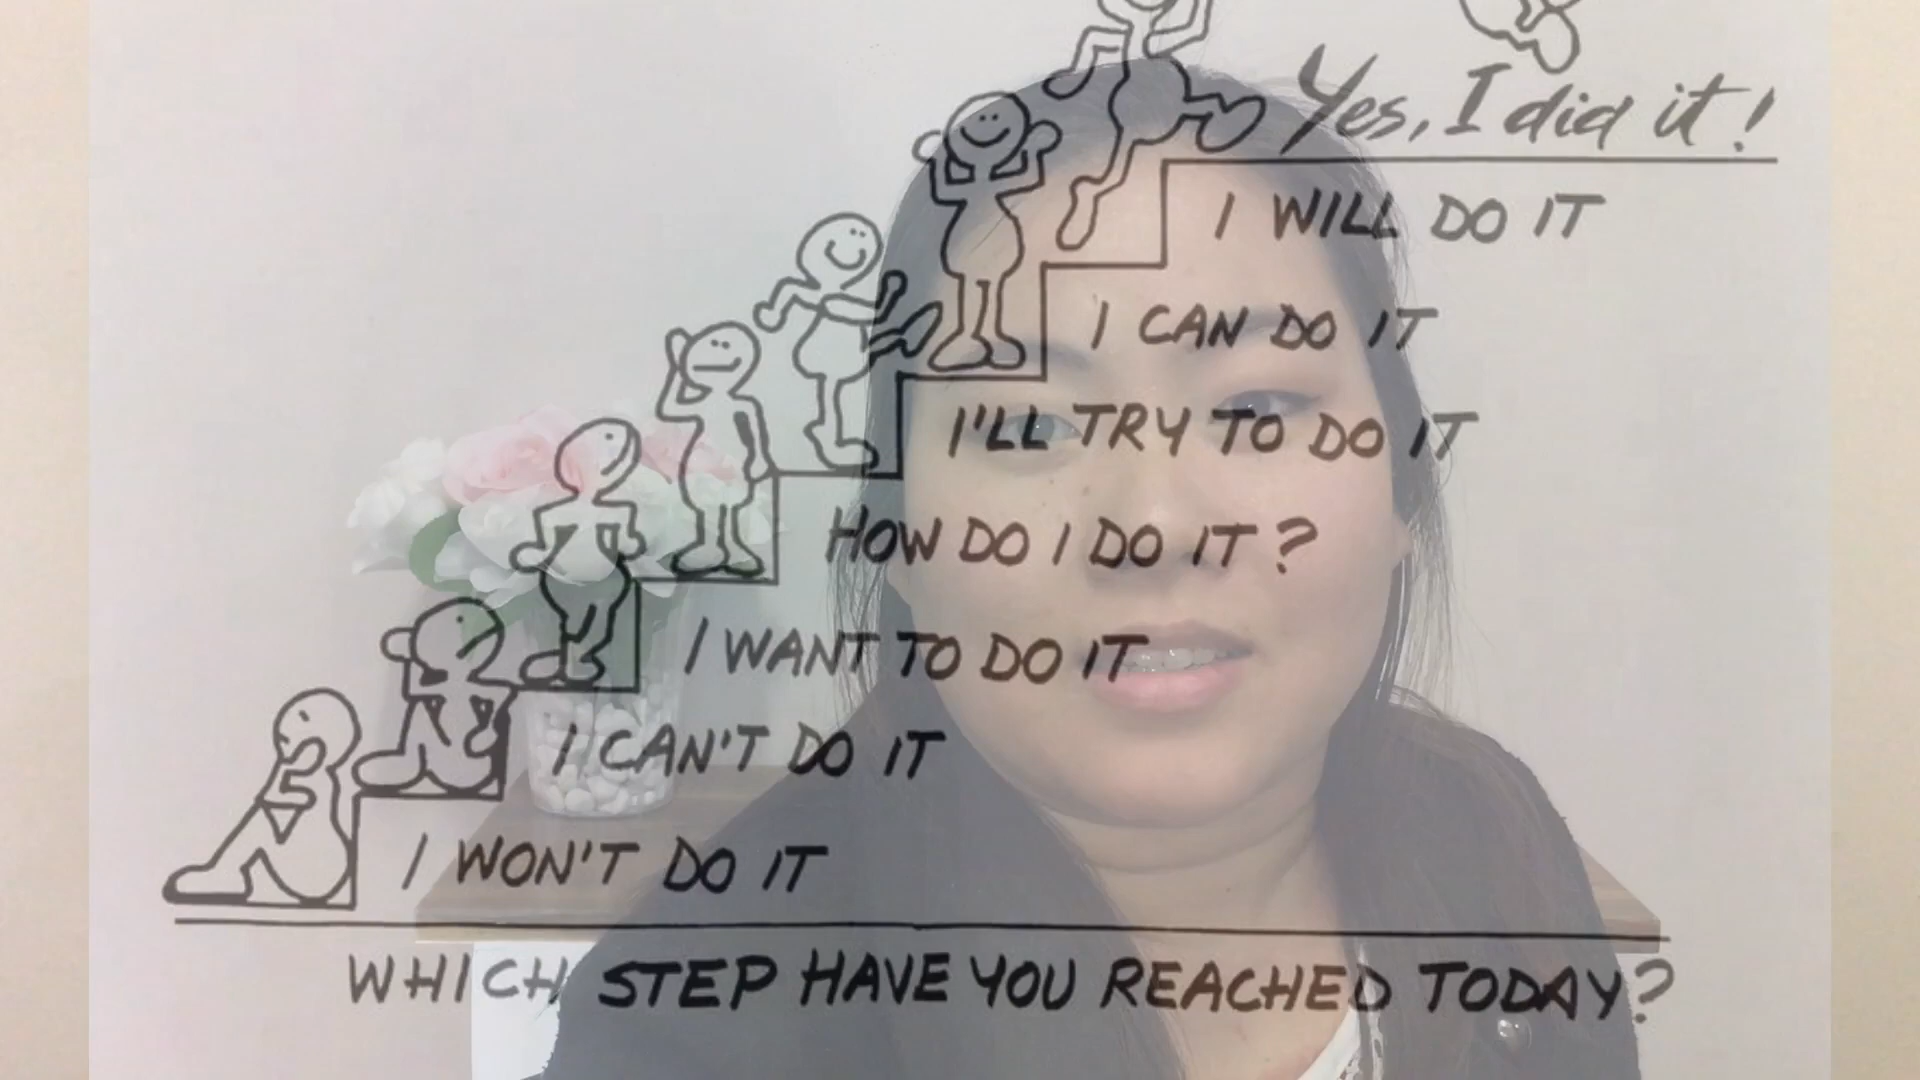 Yes, I did it!
I WILL DO IT
I CAN DO IT
I'LL TRY TO DO IT
HOW DO I DO IT?
I WANT TO DO IT
I CAN'T DO IT
I WON'T DO IT
WHICH STEP HAVE YOU REACHED TODAY?